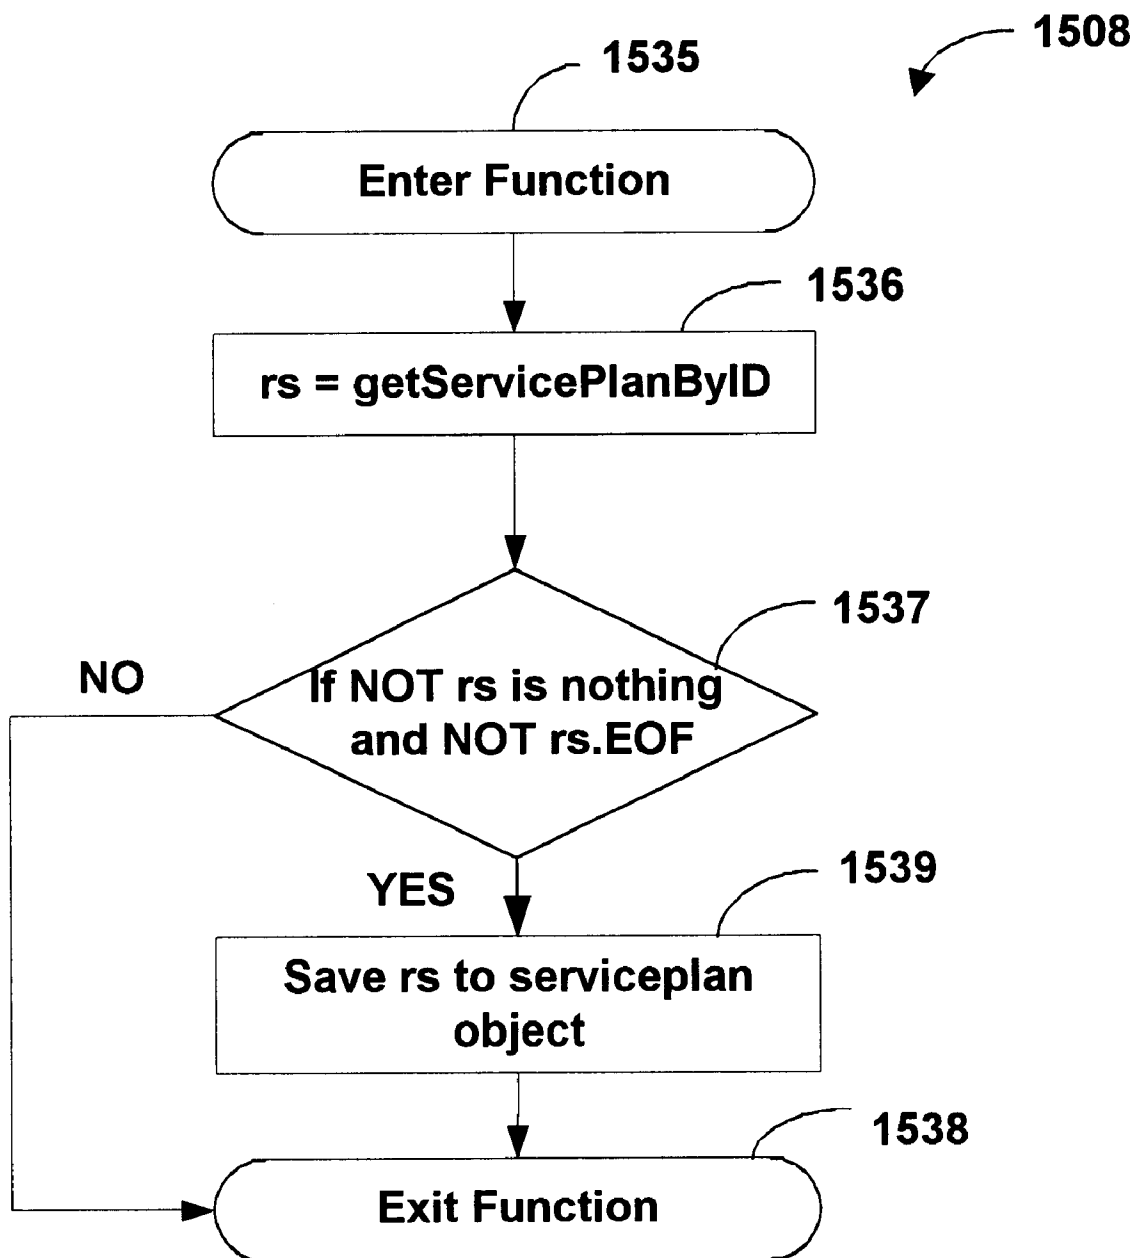 1508
1535
Enter Function
1536
rs = getServicePlanByID
1537
NO
If NOT rs is nothing
and NOT rs.EOF
1539
YES
Save rs to serviceplan
object
1538
Exit Function